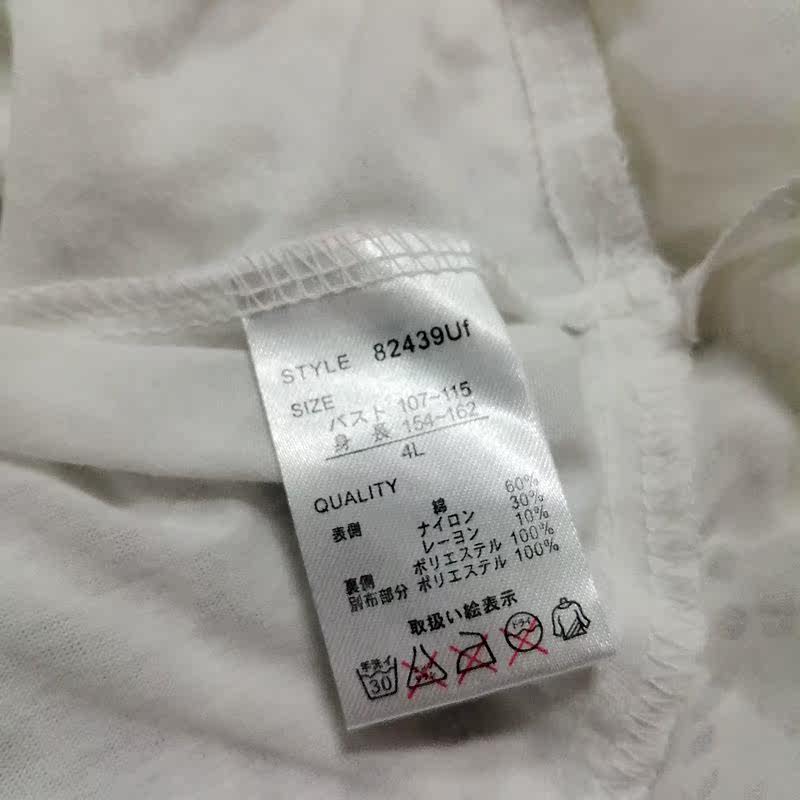 STYLE 82439Uf
SIZE
バスト 107~115
身 長 154~162
4L
QUALITY
表側 綿 60%
ナイロン 30%
レーヨン 10%
裏側 ポリエステル 100%
別布部分 ポリエステル 100%
取扱い絵表示
手洗イ 30 ドライ